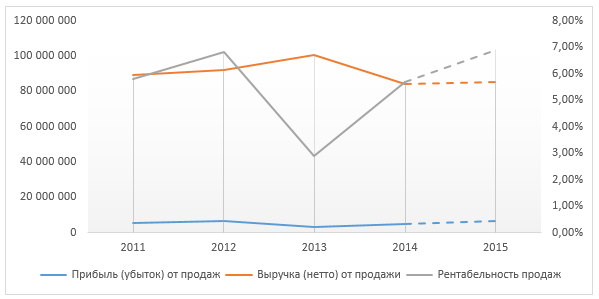 120 000 000 8,00%
100 000 000 7,00%
80 000 000 6,00%
60 000 000 5,00%
40 000 000 4,00%
20 000 000 3,00%
0 2,00%
1,00%
0,00%
2011 2012 2013 2014 2015
Прибыль (убыток) от продаж Выручка (нетто) от продажи Рентабельность продаж